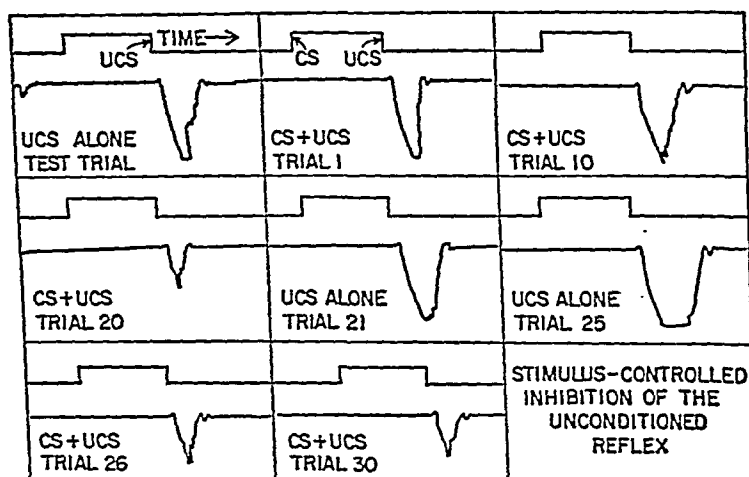 TIME
UCS
UCS ALONE
TEST TRIAL
CS
UCS
CS+UCS
TRIAL 1
CS+UCS
TRIAL 10
CS+UCS
TRIAL 20
UCS ALONE
TRIAL 21
UCS ALONE
TRIAL 25
CS+UCS
TRIAL 26
CS+UCS
TRIAL 30
STIMULUS-CONTROLLED
INHIBITION OF THE
UNCONDITIONED
REFLEX